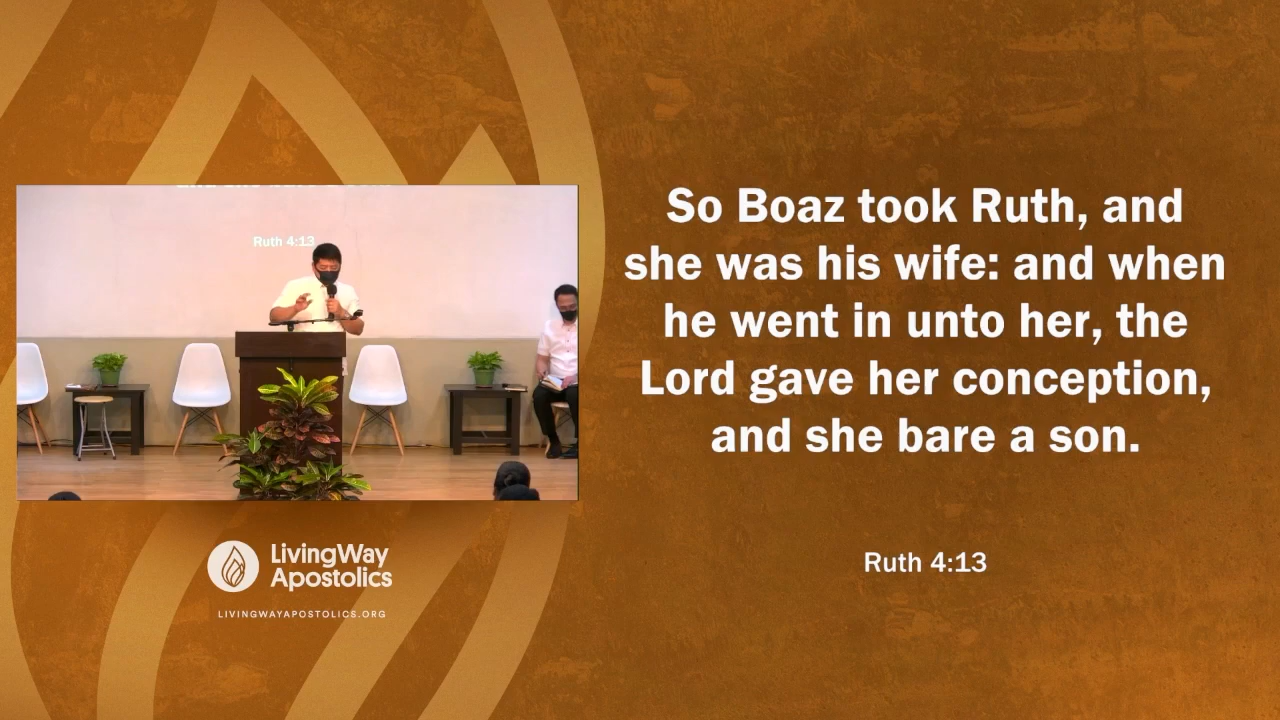 Ruth 4:13
So Boaz took Ruth, and
she was his wife: and when
he went in unto her, the
Lord gave her conception,
and she bare a son.
Ruth 4:13
LivingWay
Apostolics
LIVINGWAYAPOSTOLICS.ORG